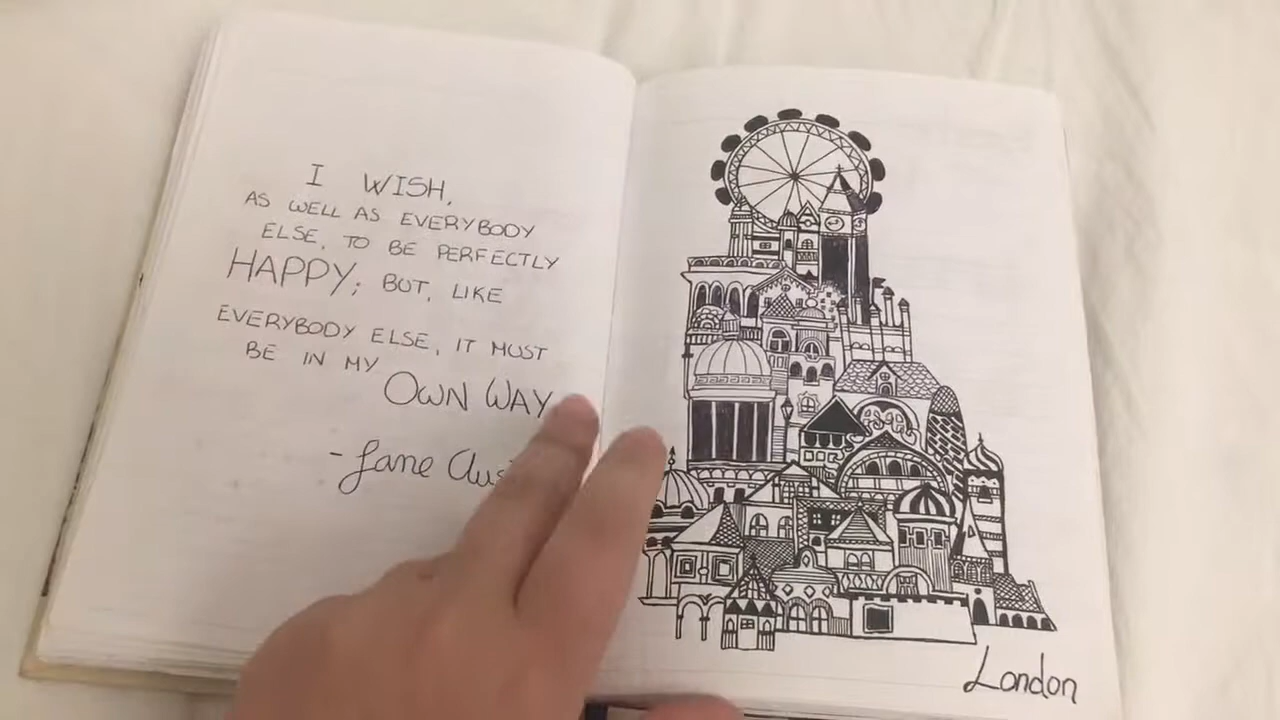 I WISH,
AS WELL AS EVERYBODY
ELSE, TO BE PERFECTLY
HAPPY; BUT, LIKE
EVERYBODY ELSE, IT MUST
BE IN MY
OWN WAY
- Jane
London